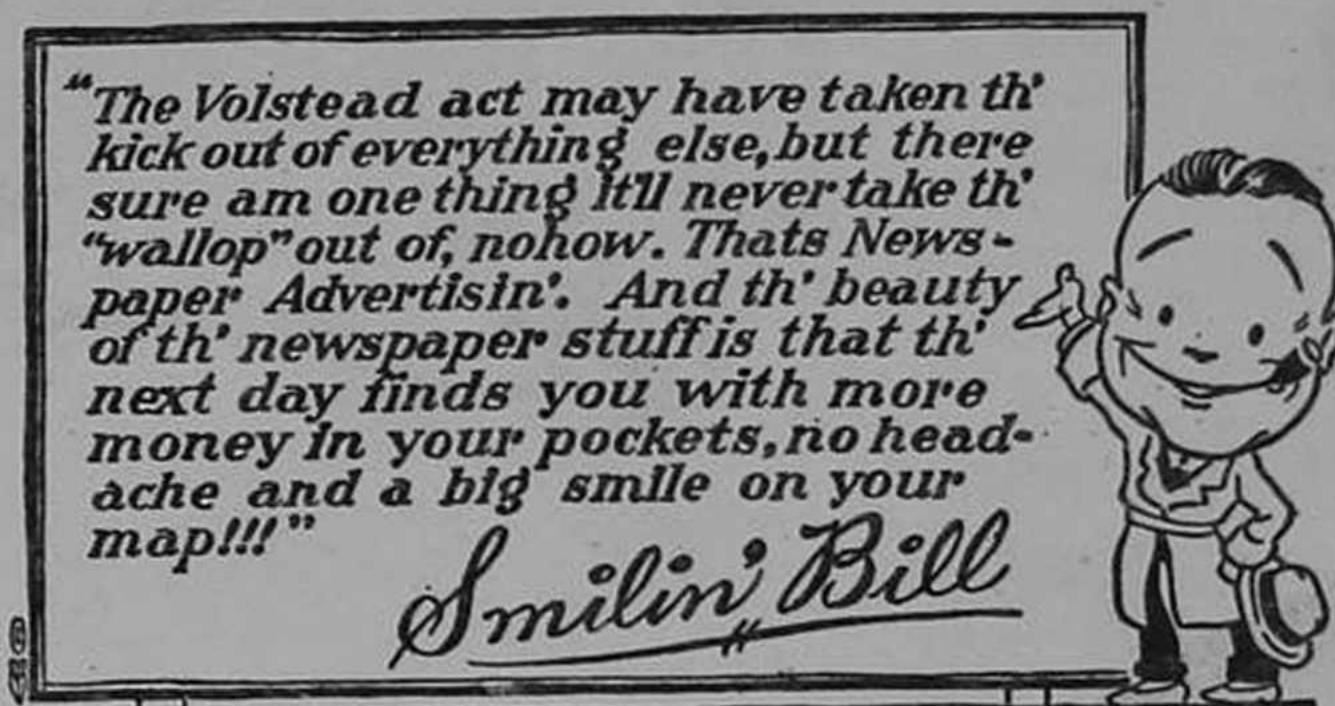 “The Volstead act may have taken th’
kick out of everything else, but there
sure am one thing it'll never take th’
“wallop” out of, nohow. Thats News-
paper Advertisin’. And th’ beauty
of th’ newspaper stuff is that th’
next day finds you with more
money in your pockets, no head-
ache and a big smile on your
map!!!”
Smilin’ Bill